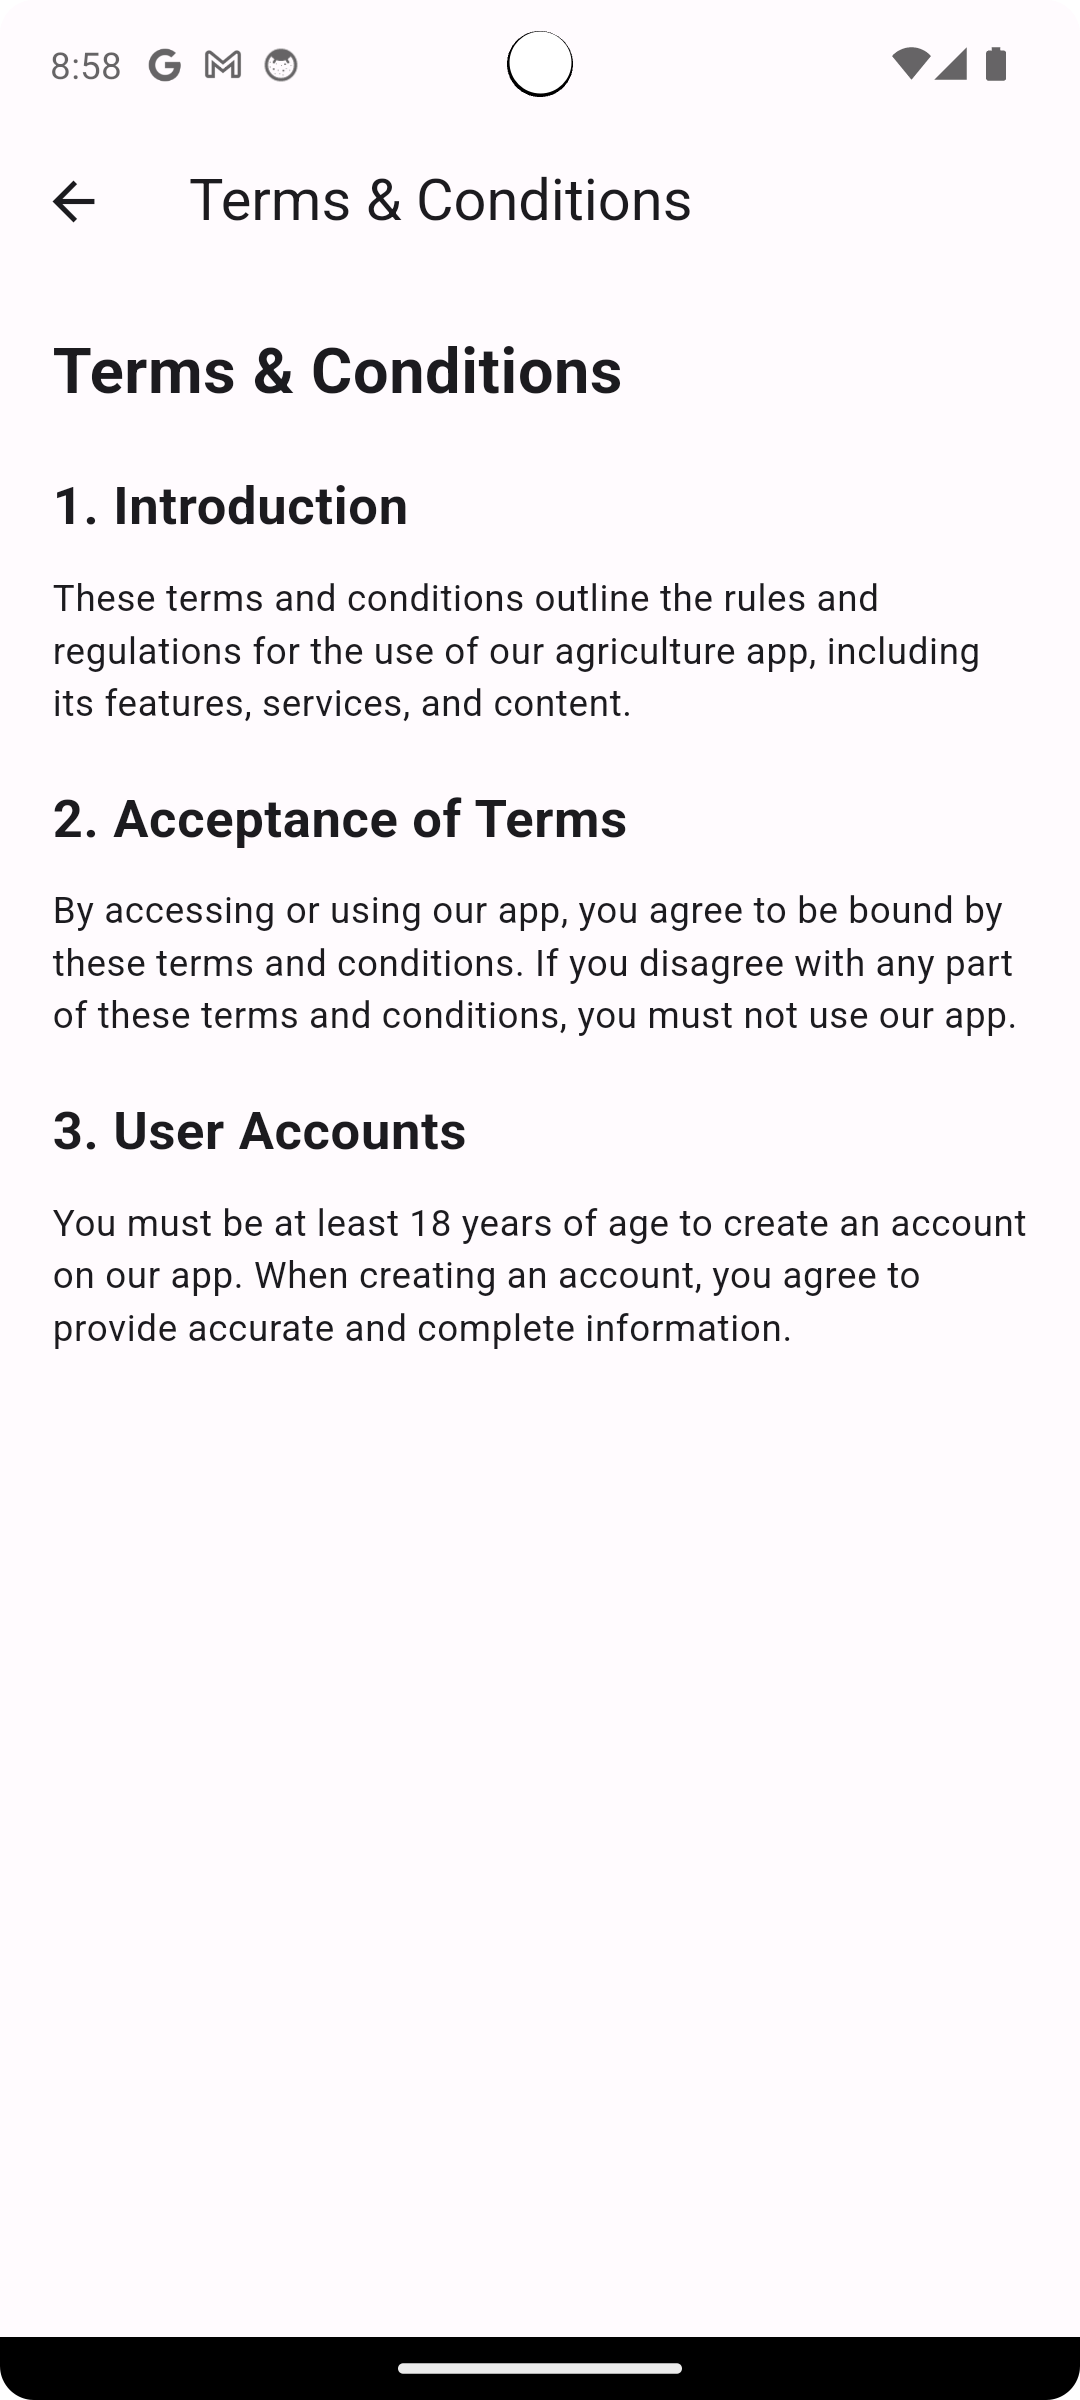 8:58
Terms & Conditions
Terms & Conditions
1. Introduction
These terms and conditions outline the rules and
regulations for the use of our agriculture app, including
its features, services, and content.
2. Acceptance of Terms
By accessing or using our app, you agree to be bound by
these terms and conditions. If you disagree with any part
of these terms and conditions, you must not use our app.
3. User Accounts
You must be at least 18 years of age to create an account
on our app. When creating an account, you agree to
provide accurate and complete information.